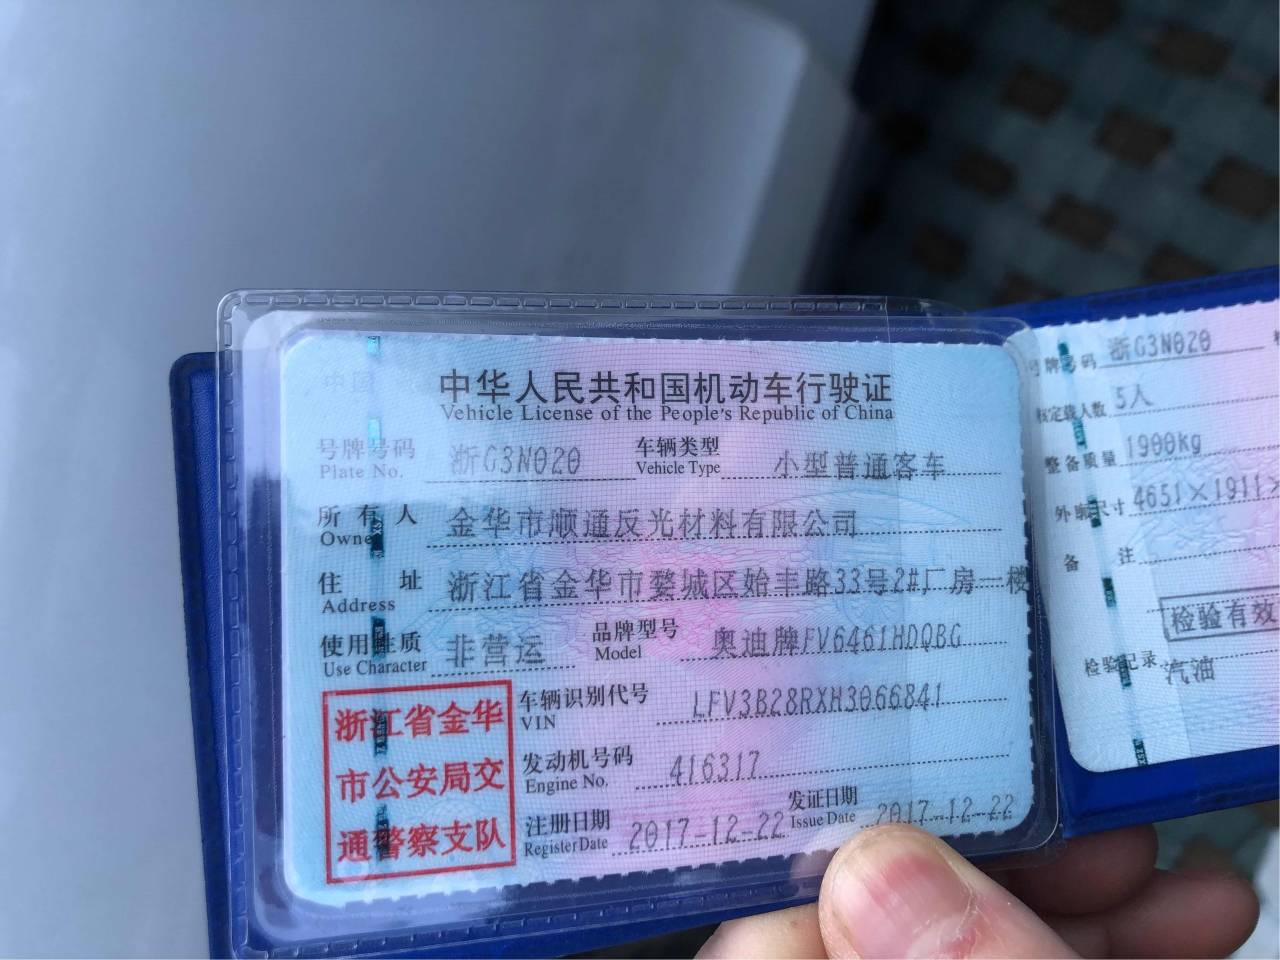 中华人民共和国机动车行驶证
Vehicle License of the People's Republic of China
号牌号码 浙G3N020 车辆类型 小型普通客车
Plate No. Vehicle Type
所有人 金华市顺通反光材料有限公司
Owner
住址 浙江省金华市婺城区始丰路33号2#厂房一楼
Address
使用性质 非营运 品牌型号 奥迪牌FV6461HDQBG
Use Character Model
浙江省金华
市公安局交
通警察支队
车辆识别代号 LFV3B28RXH3066841
VIN
发动机号码 416317
Engine No.
注册日期 2017-12-22 发证日期 2017-12-22
Register Date Issue Date
号牌号码 浙G3N020
核定载人数 5人
整备质量 1900kg
外廓尺寸 4651×1911×
备注
检验有效
检验记录 汽油